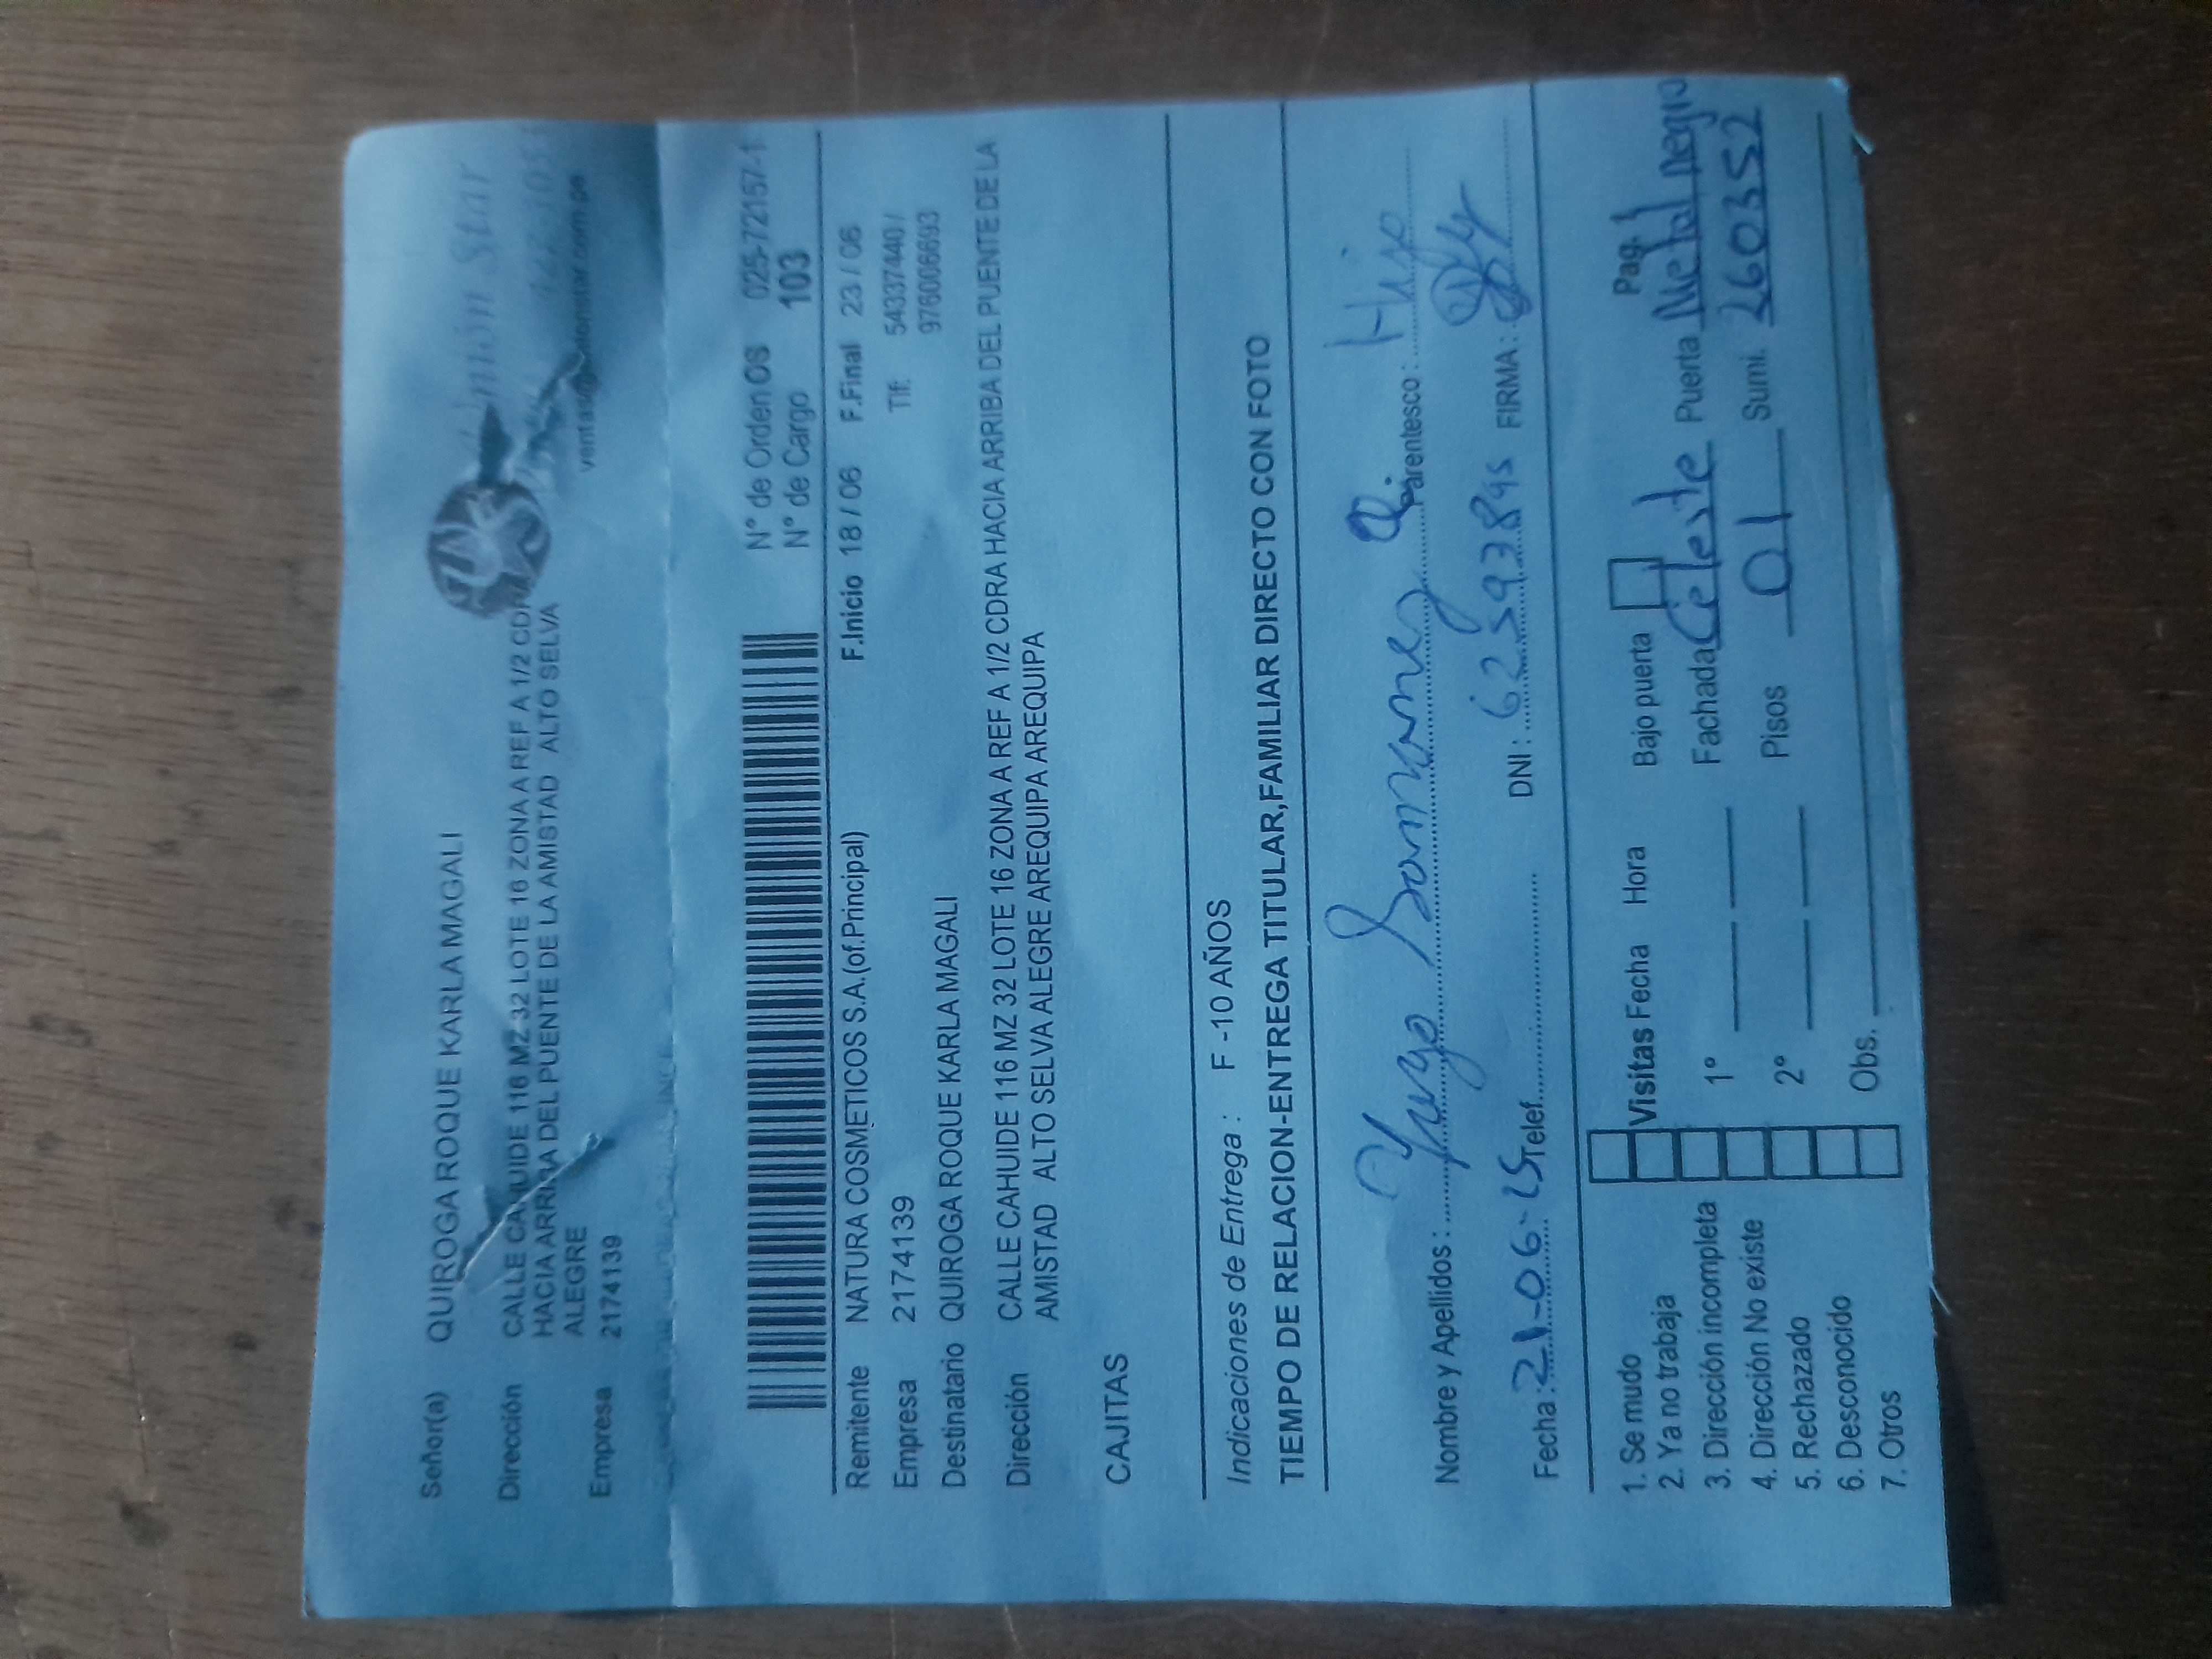 Señor(a) QUIROGA ROQUE KARLA MAGALI
Dirección CALLE CAHUIDE 116 MZ 32 LOTE 16 ZONA A REF A 1/2
HACIA ARRIBA DEL PUENTE DE LA AMISTAD ALTO SELVA
ALEGRE
Empresa 2174139
Star
N° de Orden OS 025-72157-1
N° de Cargo 103
Remitente NATURA COSMETICOS S.A.(of.Principal) F.Inicio 18 / 06 F.Final 23 / 06
Empresa 2174139 Tlf: 543374440 /
976006693
Destinatario QUIROGA ROQUE KARLA MAGALI
Dirección CALLE CAHUIDE 116 MZ 32 LOTE 16 ZONA A REF A 1/2 CDRA HACIA ARRIBA DEL PUENTE DE LA
AMISTAD ALTO SELVA ALEGRE AREQUIPA AREQUIPA
CAJITAS
Indicaciones de Entrega : F -10 AÑOS
TIEMPO DE RELACION-ENTREGA TITULAR,FAMILIAR DIRECTO CON FOTO
Nombre y Apellidos : Q. Parentesco : Hijo
Fecha : 21-06-25 Telef. DNI : 62593895 FIRMA :
1. Se mudo
2. Ya no trabaja
3. Dirección incompleta
4. Dirección No existe
5. Rechazado
6. Desconocido
7. Otros
Visitas Fecha Hora Bajo puerta Pag. 1
1° Fachada Celeste Puerta Metal negro
2° Pisos 01 Sumi. 260352
Obs.